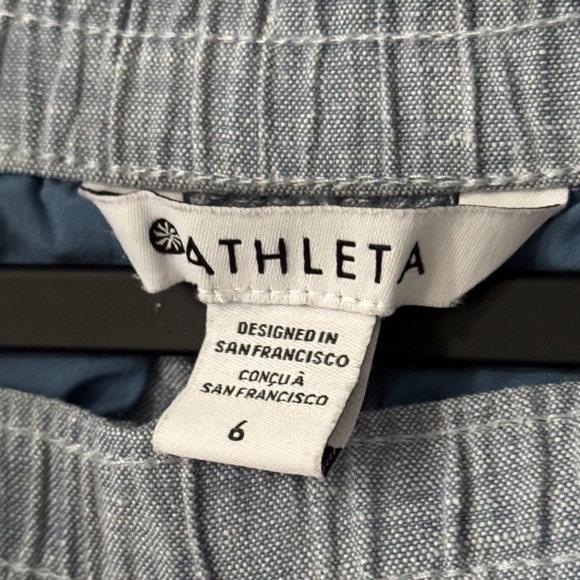 ATHLETA
DESIGNED IN
SAN FRANCISCO
CONÇU À
SAN FRANCISCO
6